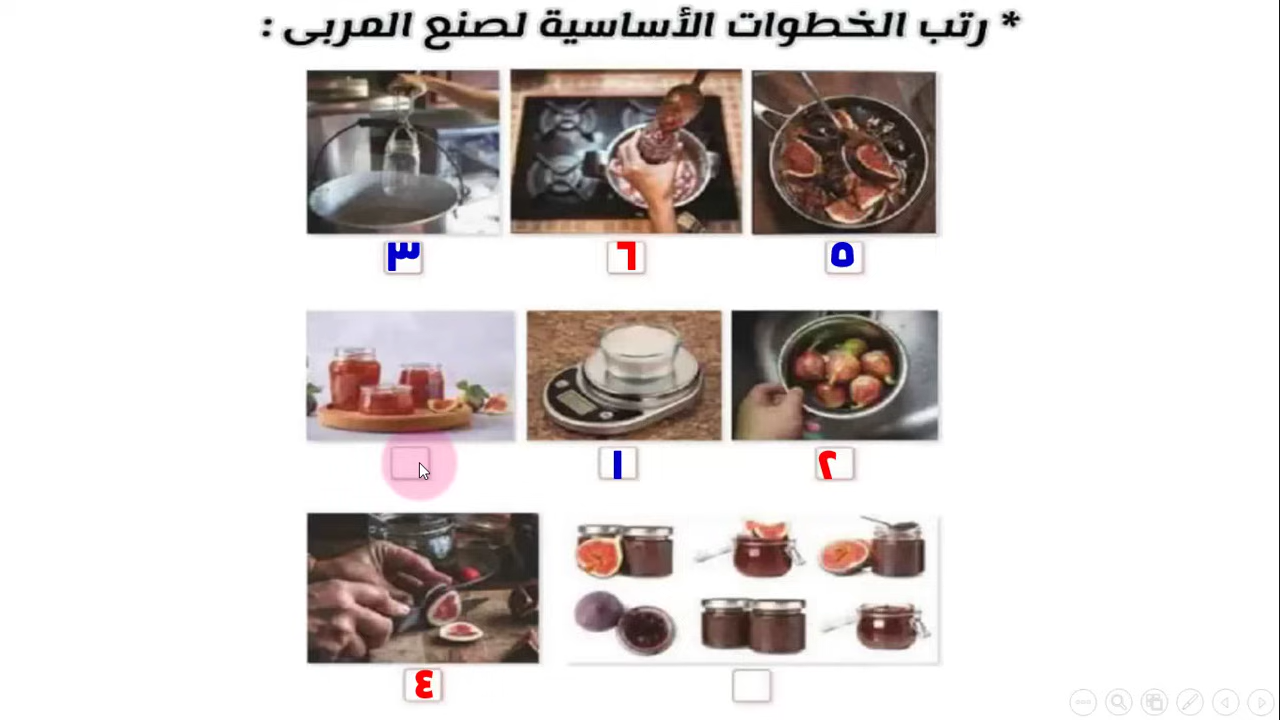 * رتب الخطوات الأساسية لصنع المربى :
٥ ٦ ٣
٢ ١
٤